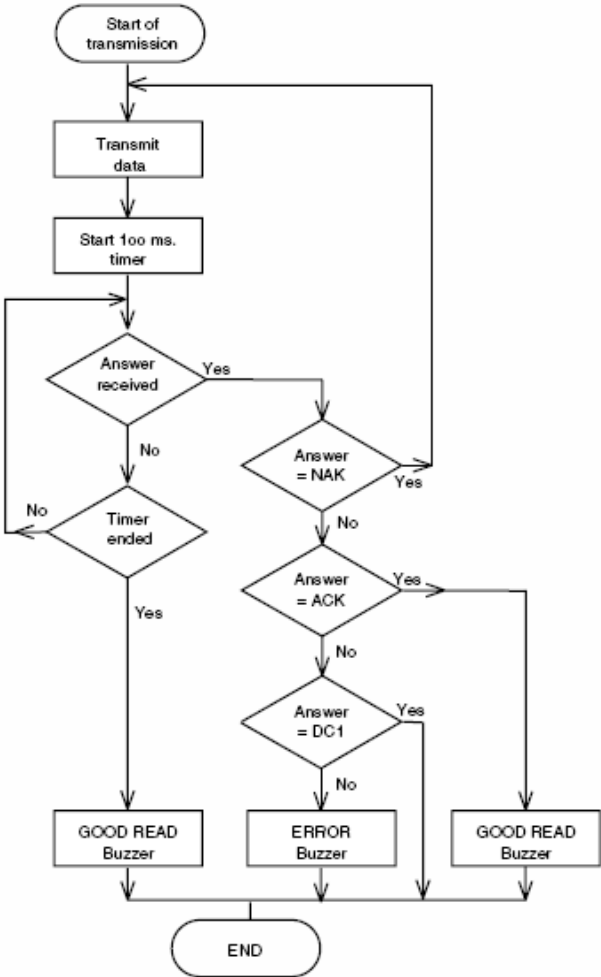 Start of
transmission
Transmit
data
Start 1oo ms.
timer
Answer
received
Yes
No
Answer
= NAK
Yes
No
Timer
ended
No
Yes
Answer
= ACK
Yes
No
Answer
= DC1
Yes
No
GOOD READ
Buzzer
ERROR
Buzzer
GOOD READ
Buzzer
END